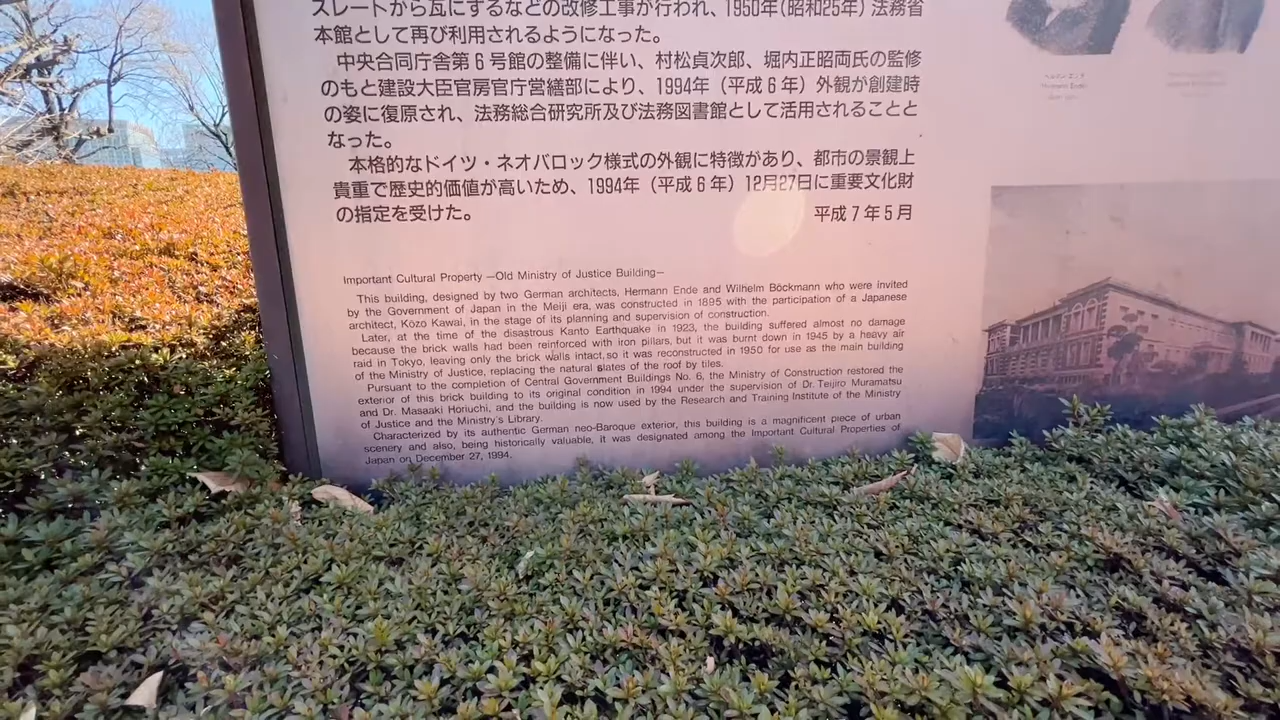 スレートから瓦にするなどの改修工事が行われ、1950年(昭和25年)法務省
本館として再び利用されるようになった。
中央合同庁舎第6号館の整備に伴い、村松貞次郎、堀内正昭両氏の監修
のもと建設大臣官房官庁営繕部により、1994年（平成6年）外観が創建時
の姿に復原され、法務総合研究所及び法務図書館として活用されることと
なった。
本格的なドイツ・ネオバロック様式の外観に特徴があり、都市の景観上
貴重で歴史的価値が高いため、1994年（平成6年）12月27日に重要文化財
の指定を受けた。
平成7年5月
Important Cultural Property —Old Ministry of Justice Building—
This building, designed by two German architects, Hermann Ende and Wilhelm Böckmann who were invited
by the Government of Japan in the Meiji era, was constructed in 1895 with the participation of a Japanese
architect, Kōzo Kawai, in the stage of its planning and supervision of construction.
Later, at the time of the disastrous Kanto Earthquake in 1923, the building suffered almost no damage
because the brick walls had been reinforced with iron pillars, but it was burnt down in 1945 by a heavy air
raid in Tokyo, leaving only the brick walls intact, so it was reconstructed in 1950 for use as the main building
of the Ministry of Justice, replacing the natural slates of the roof by tiles.
Pursuant to the completion of Central Government Buildings No. 6, the Ministry of Construction restored the
exterior of this brick building to its original condition in 1994 under the supervision of Dr. Teijiro Muramatsu
and Dr. Masaaki Horiuchi, and the building is now used by the Research and Training Institute of the Ministry
of Justice and the Ministry's Library.
Characterized by its authentic German neo-Baroque exterior, this building is a magnificent piece of urban
scenery and also, being historically valuable, it was designated among the Important Cultural Properties of
Japan on December 27, 1994.
ヘルマン エンデ
Hermann Ende